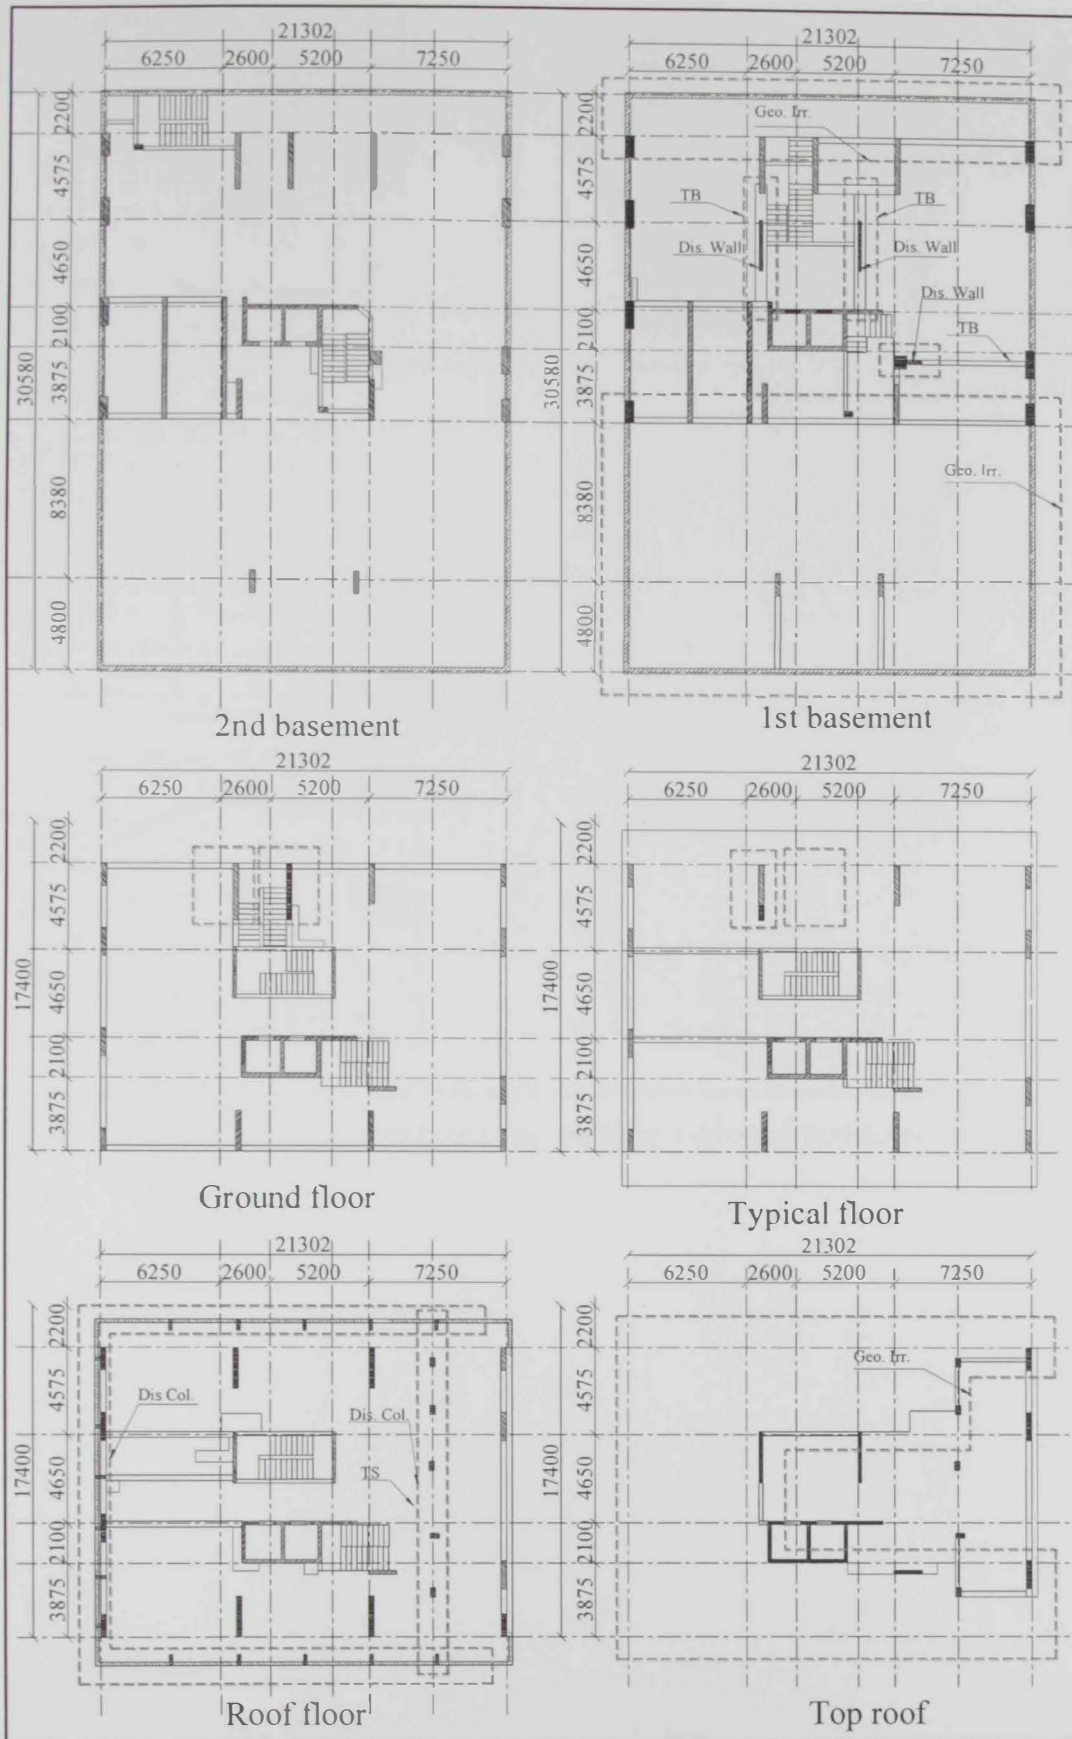 21302
6250 2600 5200 7250
2200
4575
4650
2100
3875
8380
4800
30580
2nd basement
21302
6250 2600 5200 7250
2200
4575
4650
2100
3875
8380
4800
30580
Geo. Irr.
TB
TB
Dis. Wall
Dis. Wall
Dis. Wall
TB
Geo. Irr.
1st basement
21302
6250 2600 5200 7250
2200
4575
4650
2100
3875
17400
Ground floor
21302
6250 2600 5200 7250
2200
4575
4650
2100
3875
17400
Typical floor
21302
6250 2600 5200 7250
2200
4575
4650
2100
3875
17400
Dis Col.
Dis. Col.
TS
Roof floor
21302
6250 2600 5200 7250
2200
4575
4650
2100
3875
17400
Geo. Irr.
Top roof